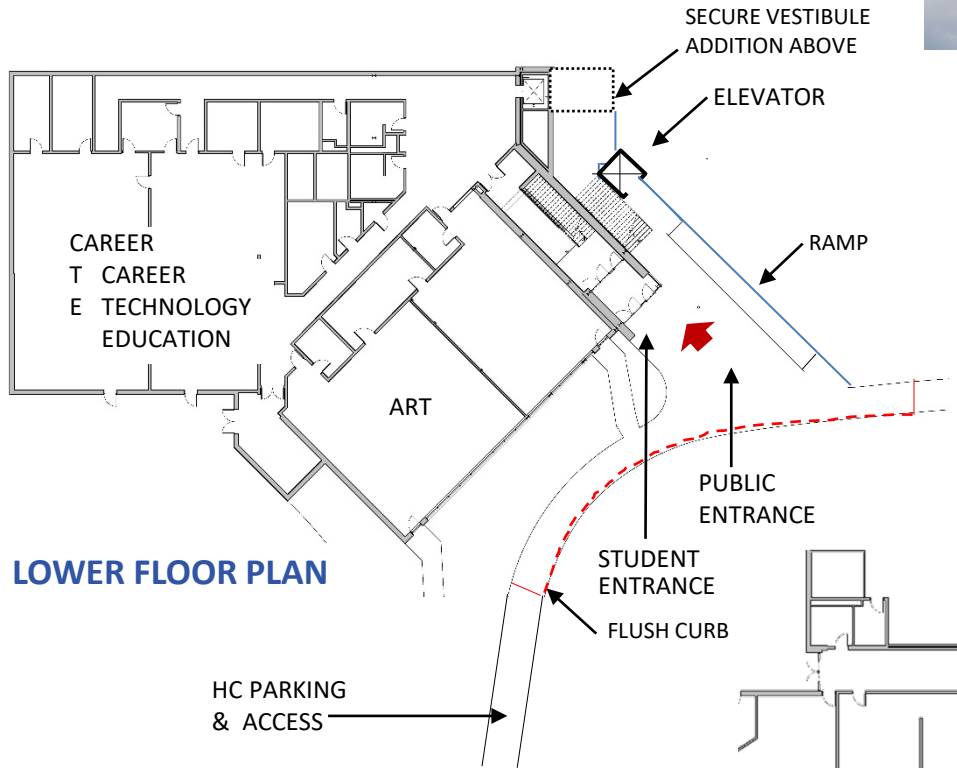 SECURE VESTIBULE
ADDITION ABOVE
ELEVATOR
RAMP
CAREER
T CAREER
E TECHNOLOGY
EDUCATION
ART
PUBLIC
ENTRANCE
STUDENT
ENTRANCE
LOWER FLOOR PLAN
FLUSH CURB
HC PARKING
& ACCESS